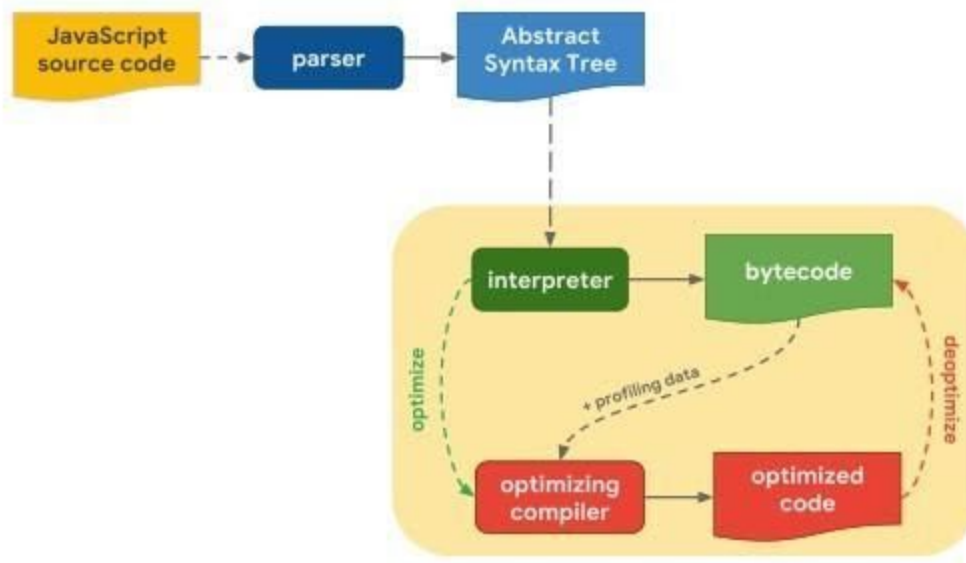 JavaScript
source code
parser
Abstract
Syntax Tree
interpreter
bytecode
optimize
+ profiling data
deoptimize
optimizing
compiler
optimized
code